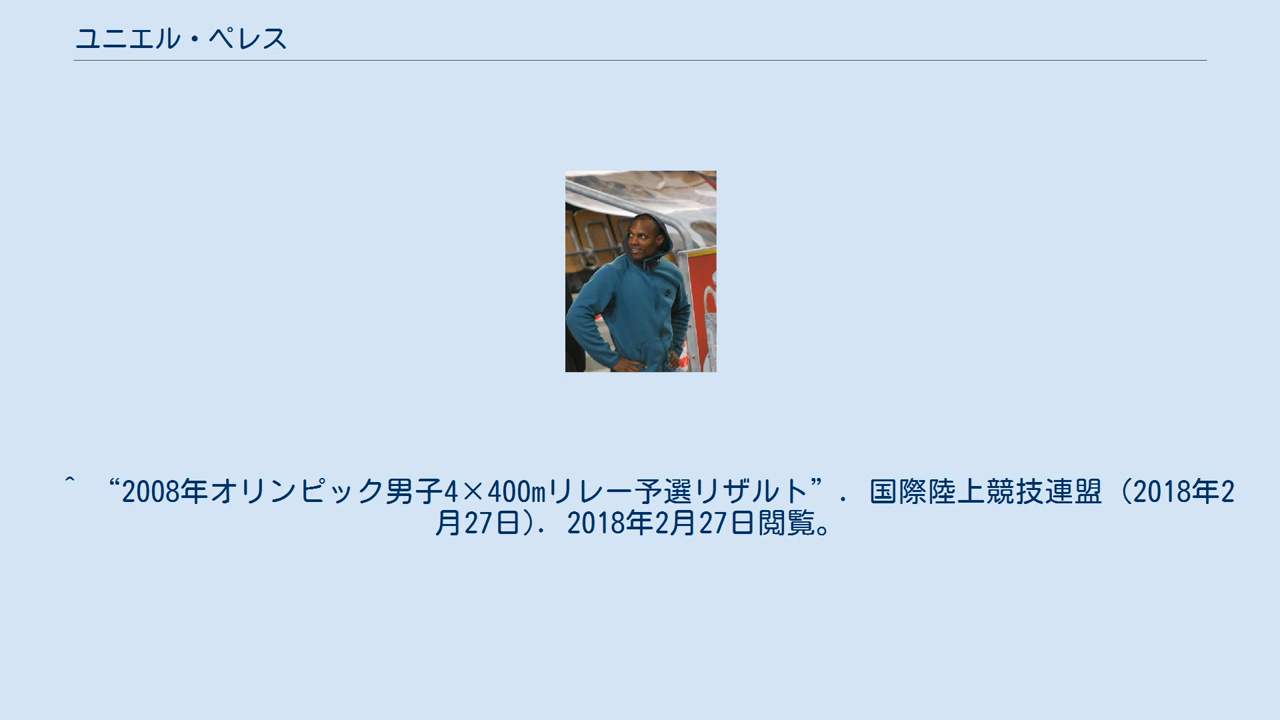 ユニエル・ペレス
^ “2008年オリンピック男子4×400mリレー予選リザルト”. 国際陸上競技連盟 (2018年2
月27日). 2018年2月27日閲覧。